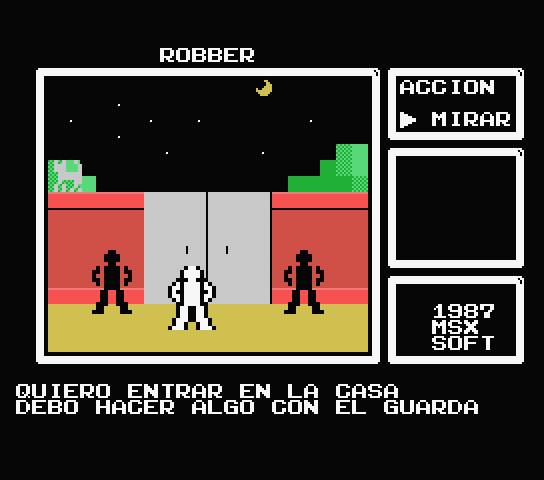 ROBBER
ACCION
▶ MIRAR
1987
MSX
SOFT
QUIERO ENTRAR EN LA CASA
DEBO HACER ALGO CON EL GUARDA